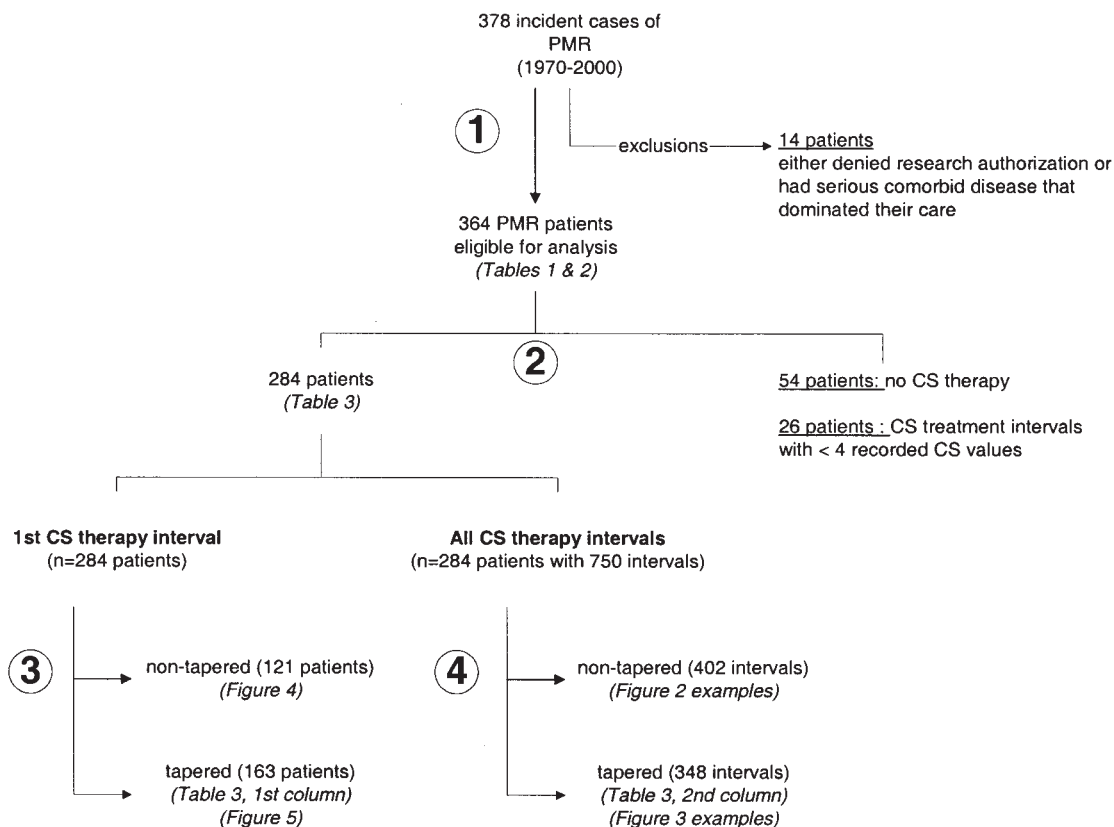 378 incident cases of
PMR
(1970-2000)
1
exclusions
14 patients
either denied research authorization or
had serious comorbid disease that
dominated their care
364 PMR patients
eligible for analysis
(Tables 1 & 2)
2
284 patients
(Table 3)
54 patients: no CS therapy
26 patients : CS treatment intervals
with < 4 recorded CS values
1st CS therapy interval
(n=284 patients)
All CS therapy intervals
(n=284 patients with 750 intervals)
3
non-tapered (121 patients)
(Figure 4)
tapered (163 patients)
(Table 3, 1st column)
(Figure 5)
4
non-tapered (402 intervals)
(Figure 2 examples)
tapered (348 intervals)
(Table 3, 2nd column)
(Figure 3 examples)